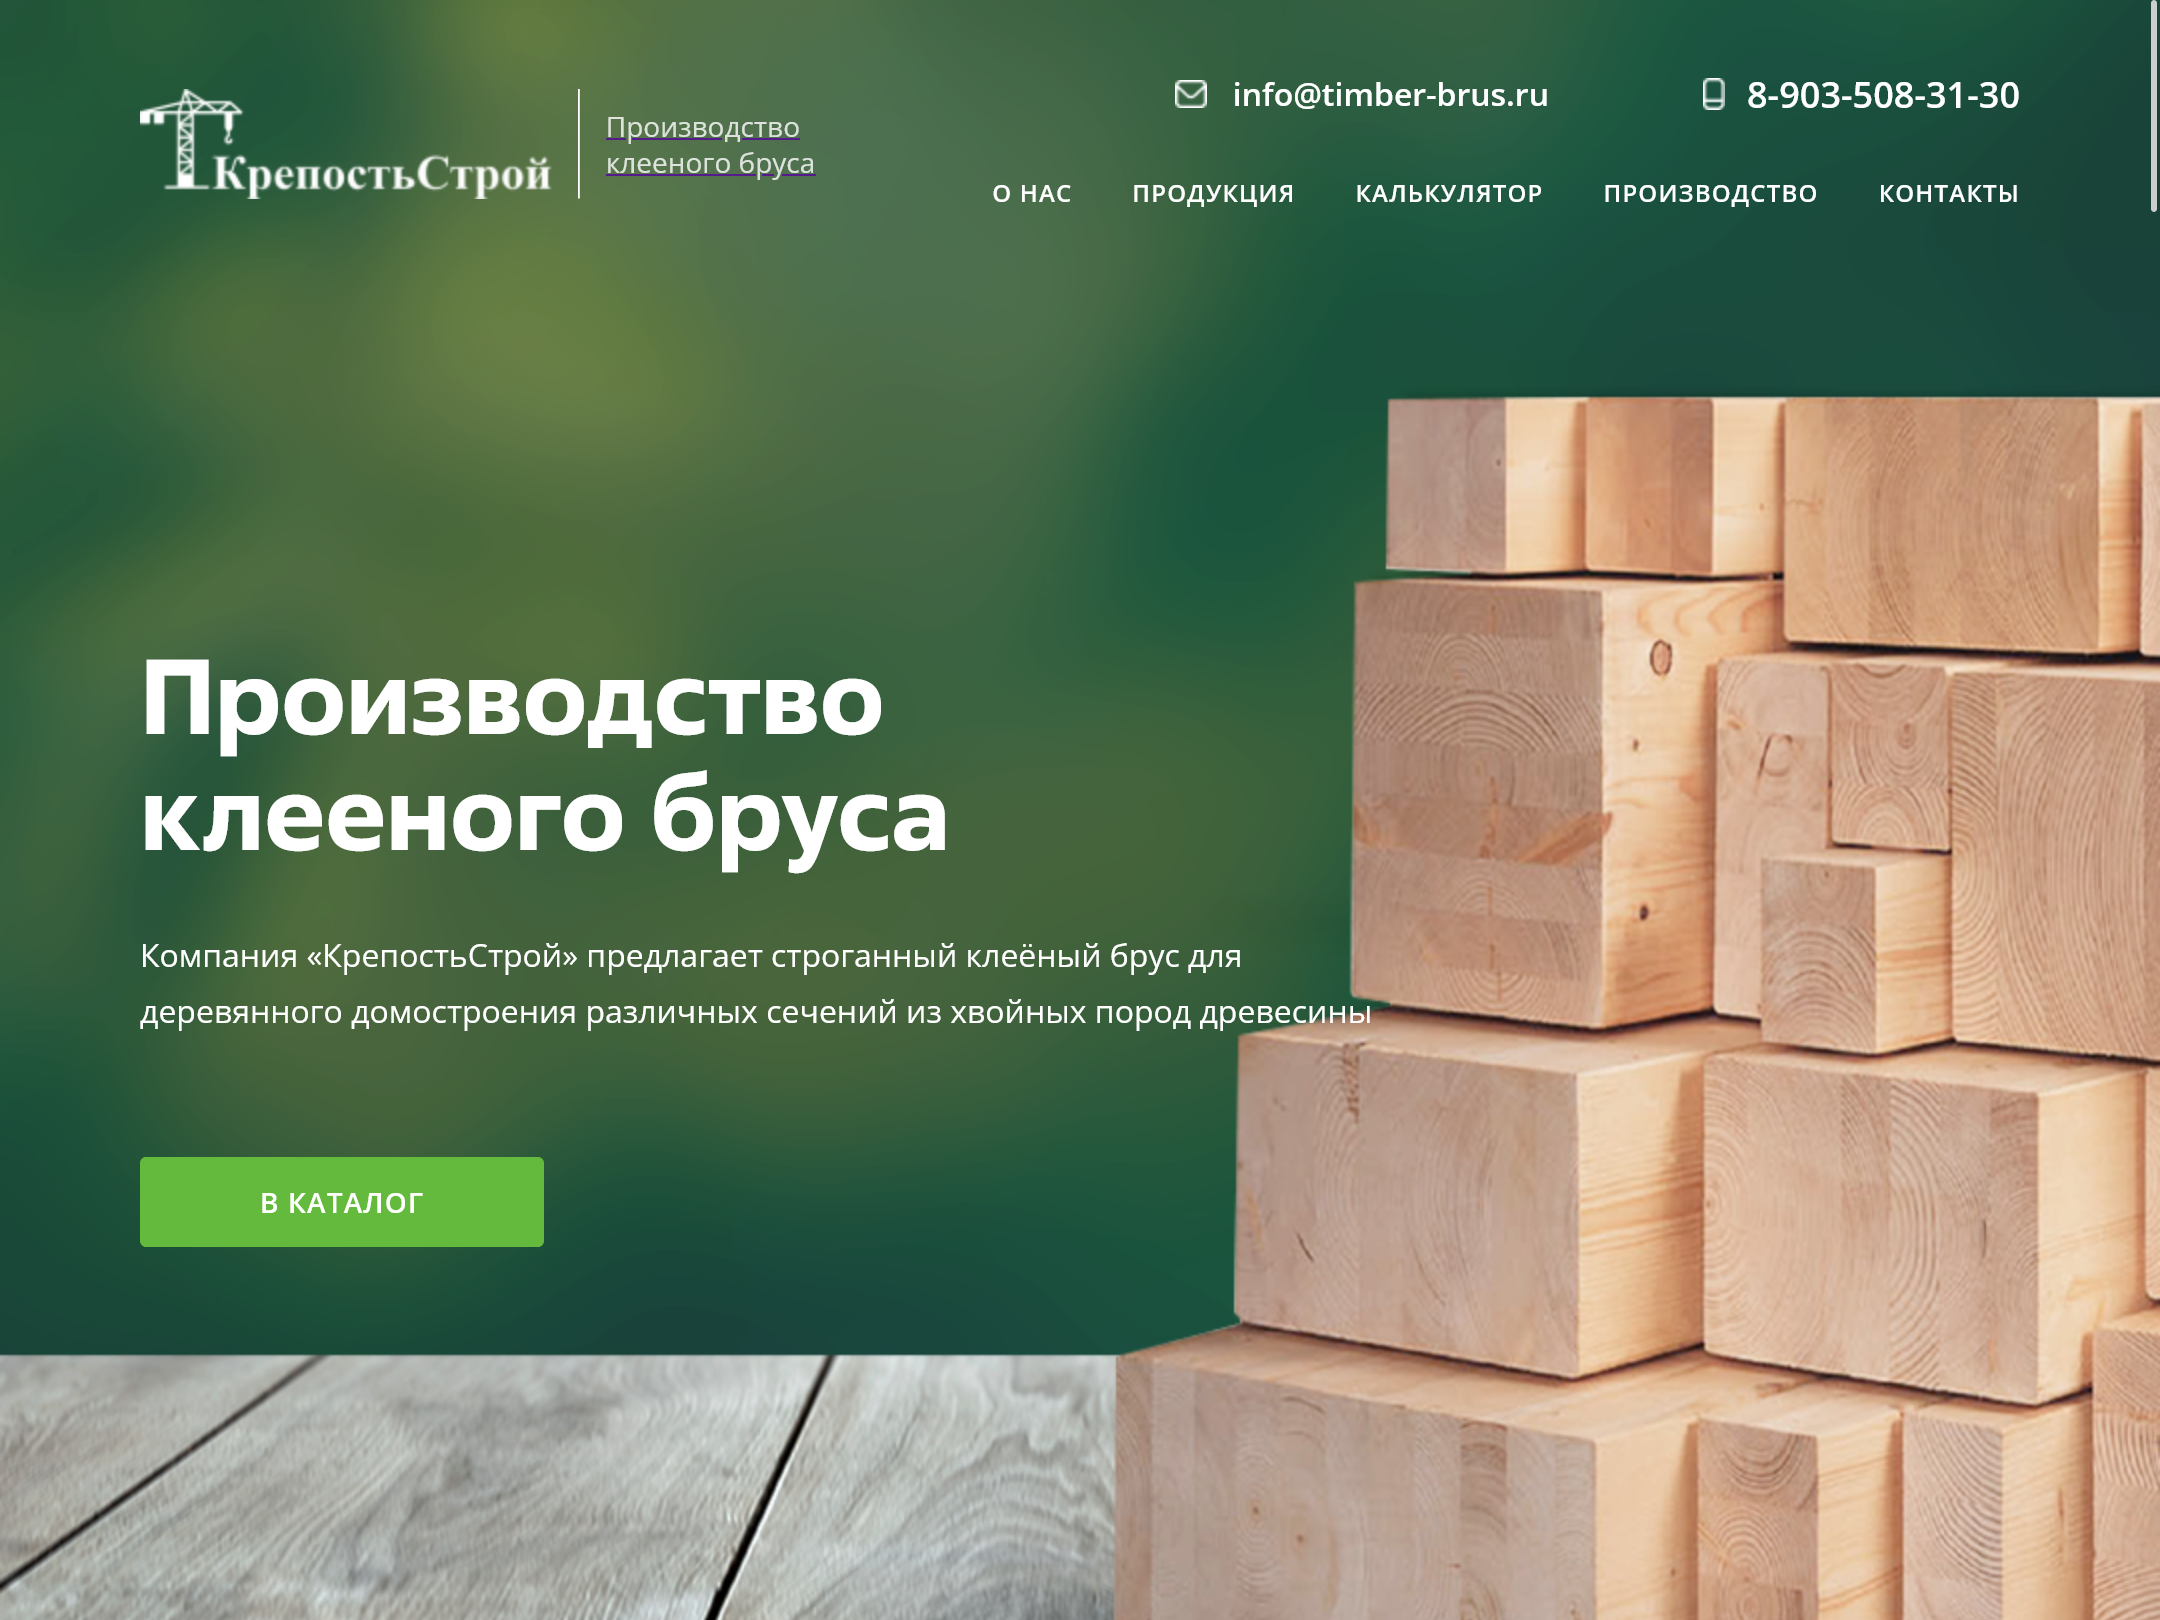 КрепостьСтрой
Производство
клееного бруса
info@timber-brus.ru
8-903-508-31-30
О НАС
ПРОДУКЦИЯ
КАЛЬКУЛЯТОР
ПРОИЗВОДСТВО
КОНТАКТЫ
Производство
клееного бруса
Компания «КрепостьСтрой» предлагает строганный клеёный брус для
деревянного домостроения различных сечений из хвойных пород древесины
В КАТАЛОГ